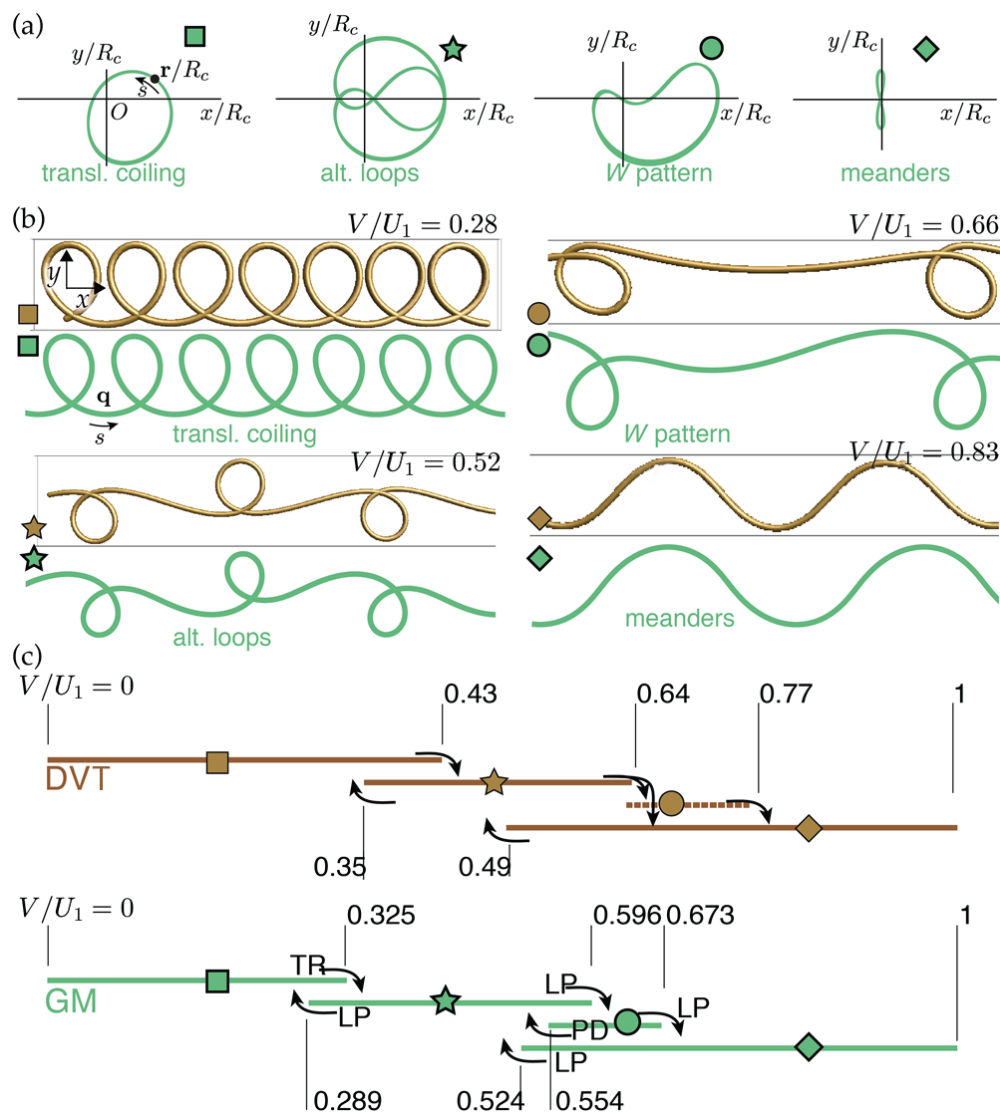 (a)
y/R_c
r/R_c
s
O
x/R_c
transl. coiling
y/R_c
x/R_c
alt. loops
y/R_c
x/R_c
W pattern
y/R_c
x/R_c
meanders
(b)
V/U_1 = 0.28
y
x
q
s
transl. coiling
V/U_1 = 0.66
W pattern
V/U_1 = 0.52
alt. loops
V/U_1 = 0.83
meanders
(c)
V/U_1 = 0
0.43
0.64
0.77
1
DVT
0.35
0.49
V/U_1 = 0
0.325
0.596
0.673
1
TR
LP
LP
GM
LP
PD
LP
0.289
0.524
0.554